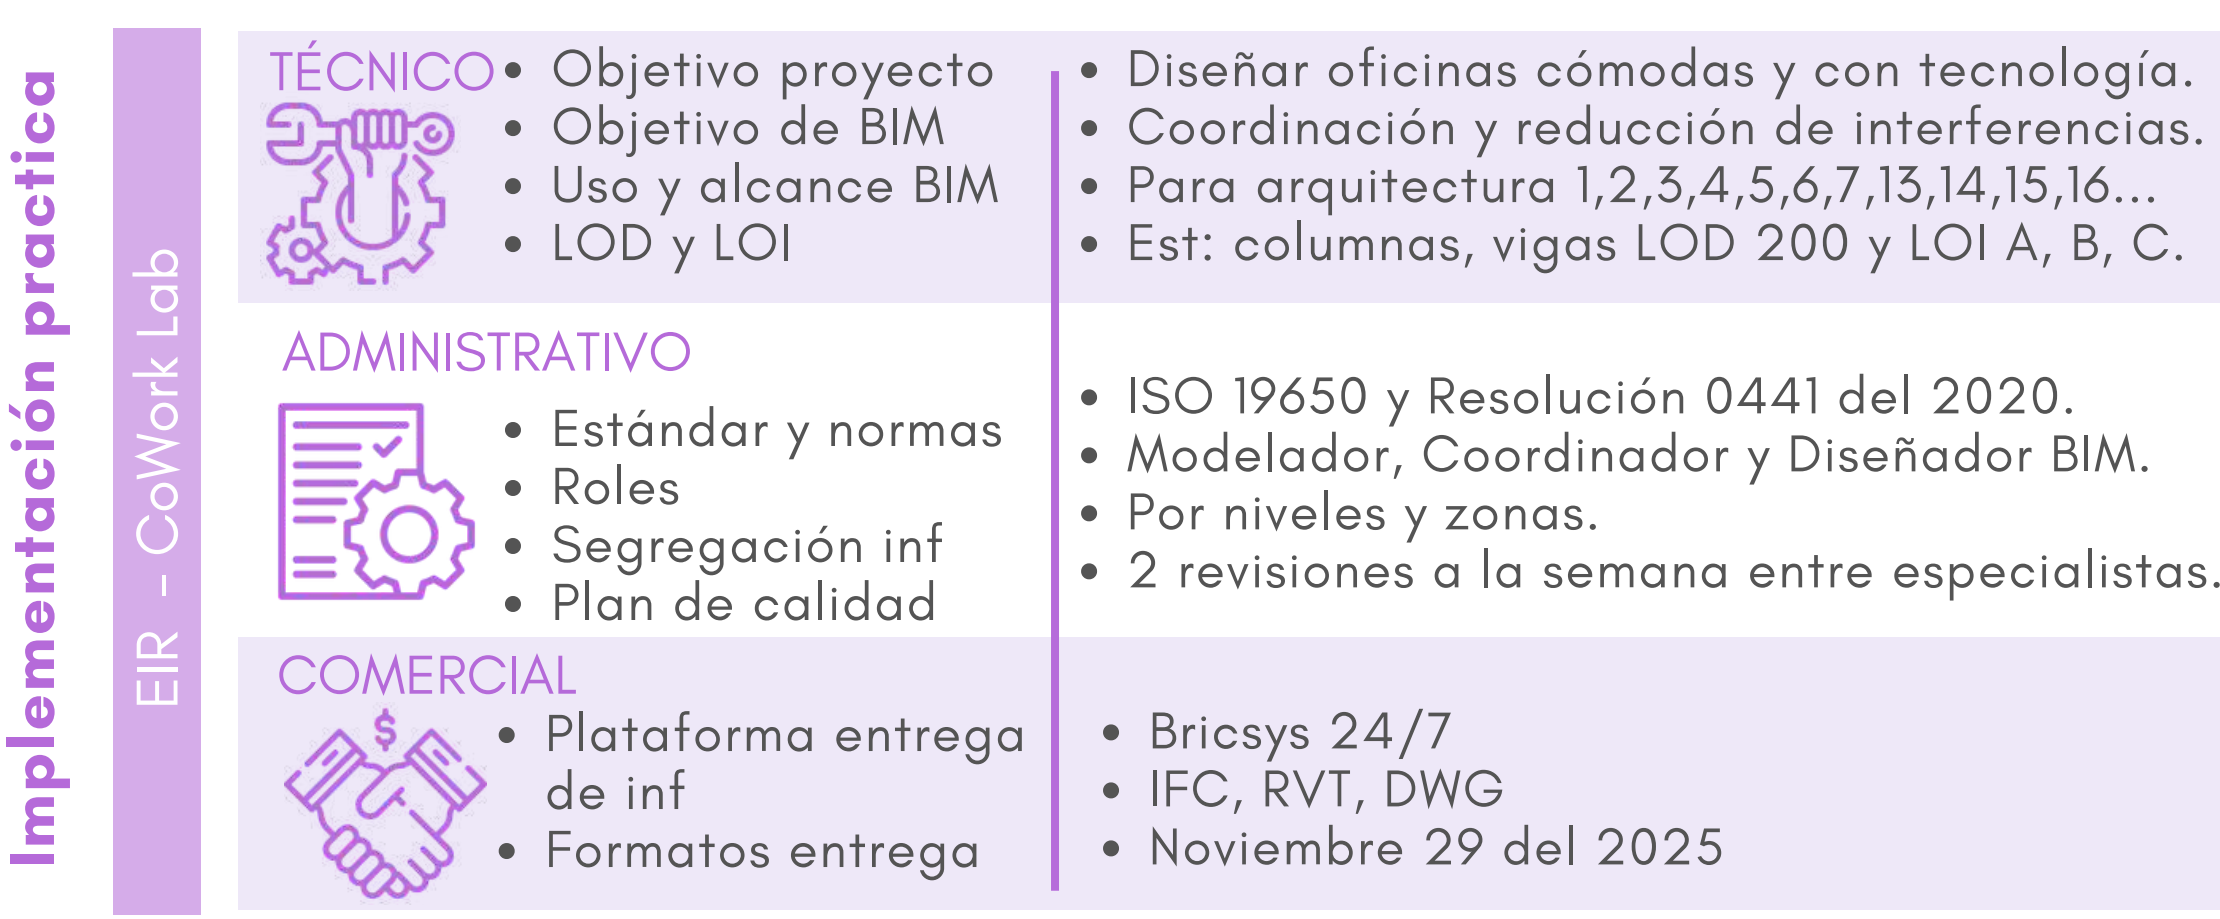 Implementación practica
EIR - CoWork Lab
TÉCNICO
• Objetivo proyecto
• Objetivo de BIM
• Uso y alcance BIM
• LOD y LOI
• Diseñar oficinas cómodas y con tecnología.
• Coordinación y reducción de interferencias.
• Para arquitectura 1,2,3,4,5,6,7,13,14,15,16...
• Est: columnas, vigas LOD 200 y LOI A, B, C.
ADMINISTRATIVO
• Estándar y normas
• Roles
• Segregación inf
• Plan de calidad
• ISO 19650 y Resolución 0441 del 2020.
• Modelador, Coordinador y Diseñador BIM.
• Por niveles y zonas.
• 2 revisiones a la semana entre especialistas.
COMERCIAL
$
• Plataforma entrega
de inf
• Formatos entrega
• Bricsys 24/7
• IFC, RVT, DWG
• Noviembre 29 del 2025